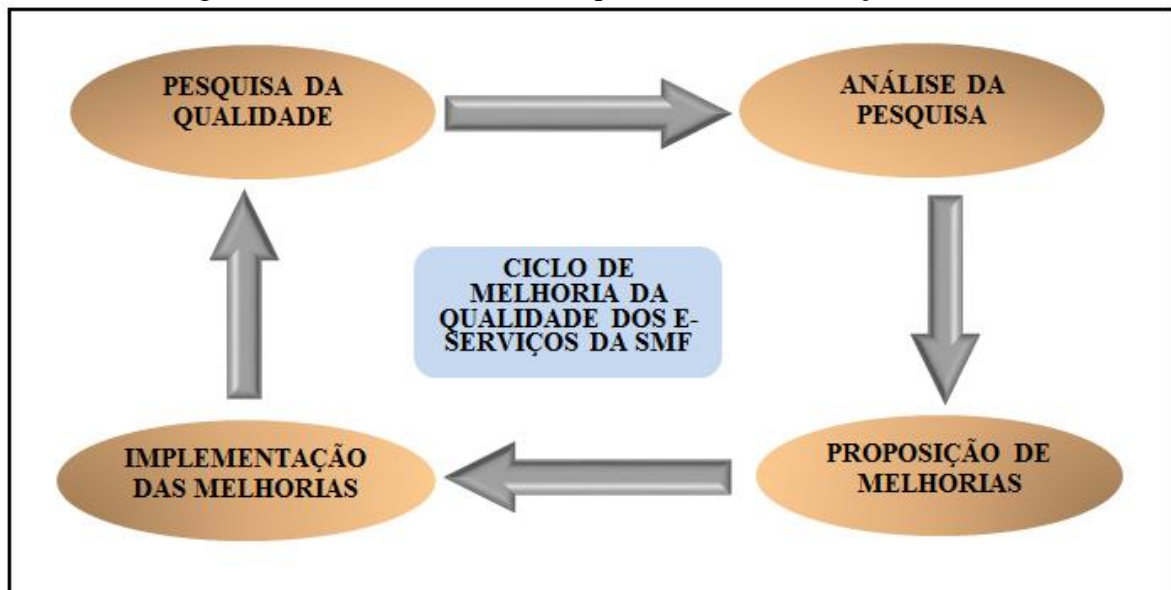 PESQUISA DA
QUALIDADE
ANÁLISE DA
PESQUISA
CICLO DE
MELHORIA DA
QUALIDADE DOS E-
SERVIÇOS DA SMF
IMPLEMENTAÇÃO
DAS MELHORIAS
PROPOSIÇÃO DE
MELHORIAS